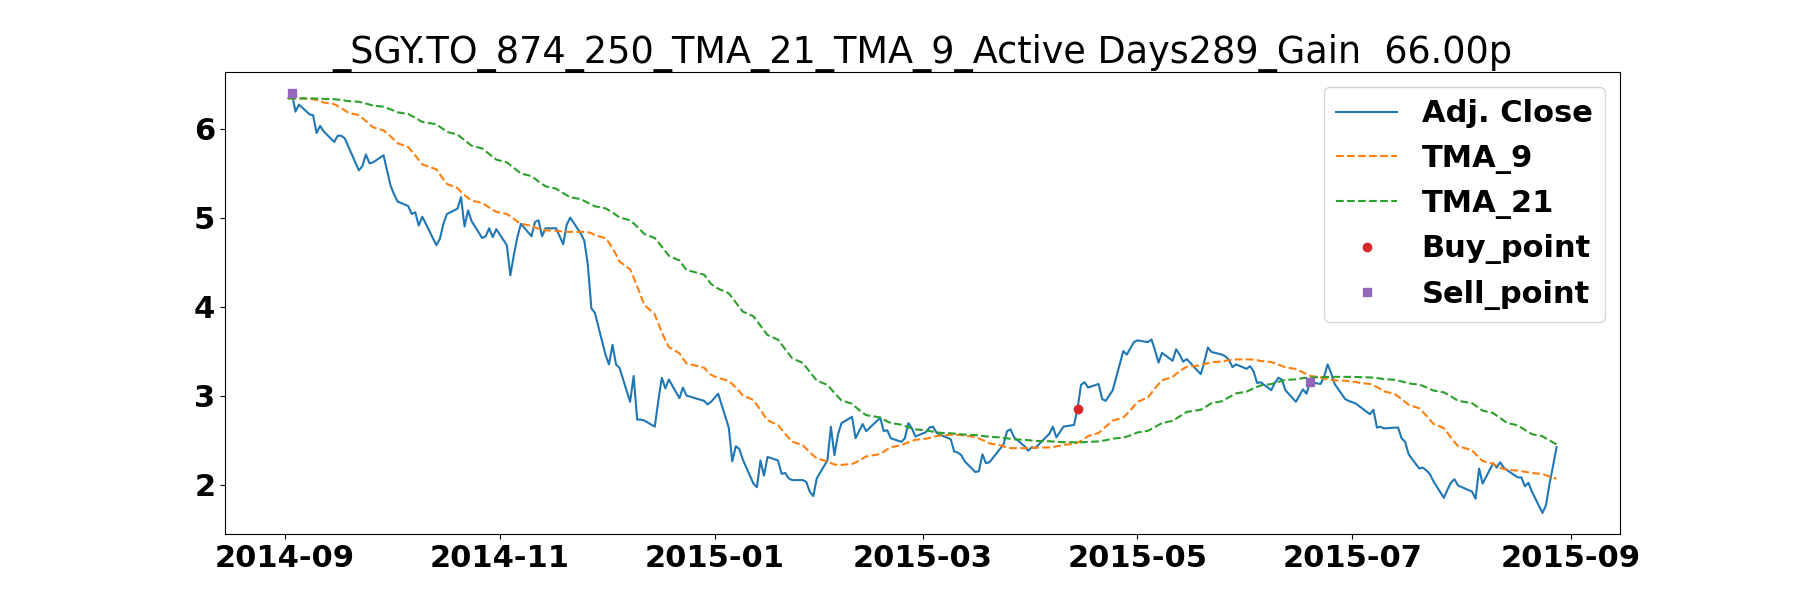 _SGY.TO_874_250_TMA_21_TMA_9_Active Days289_Gain  66.00p
Adj. Close
TMA_9
TMA_21
Buy_point
Sell_point
6
5
4
3
2
2014-09 2014-11 2015-01 2015-03 2015-05 2015-07 2015-09